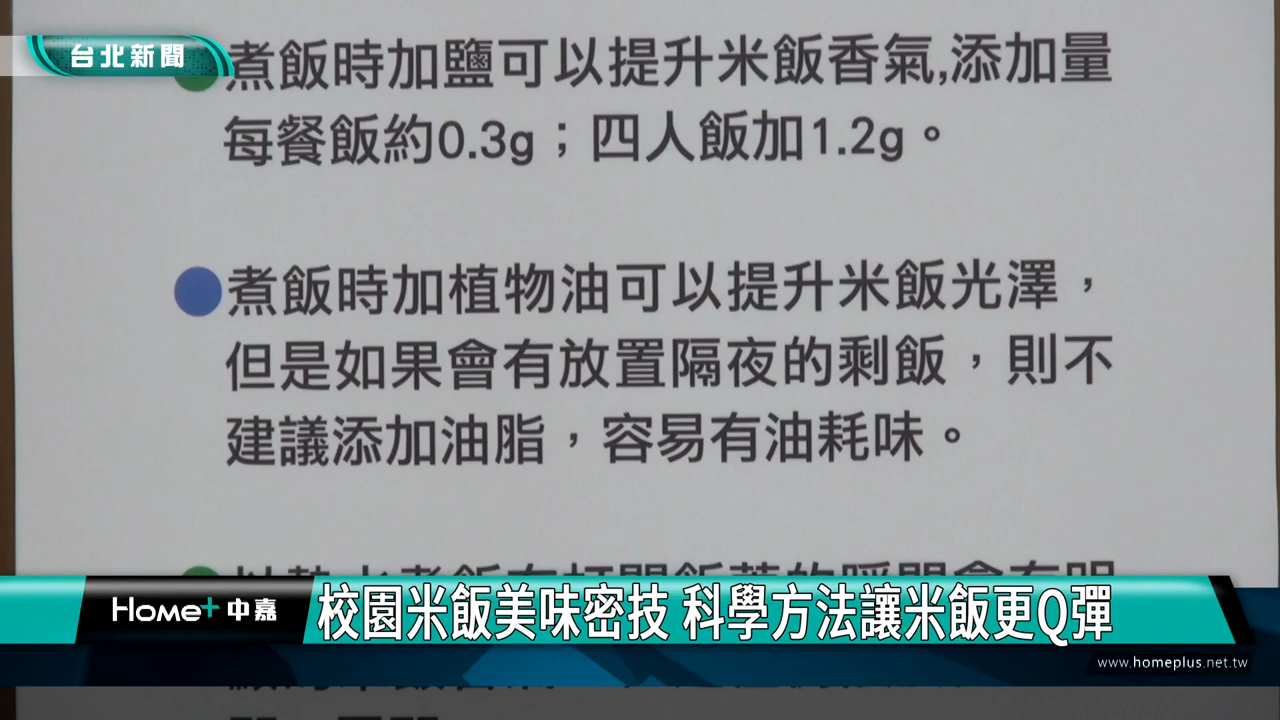 台北新聞
煮飯時加鹽可以提升米飯香氣,添加量
每餐飯約0.3g；四人飯加1.2g。
煮飯時加植物油可以提升米飯光澤，
但是如果會有放置隔夜的剩飯，則不
建議添加油脂，容易有油耗味。
Home+中嘉
校園米飯美味密技 科學方法讓米飯更Q彈
www.homeplus.net.tw